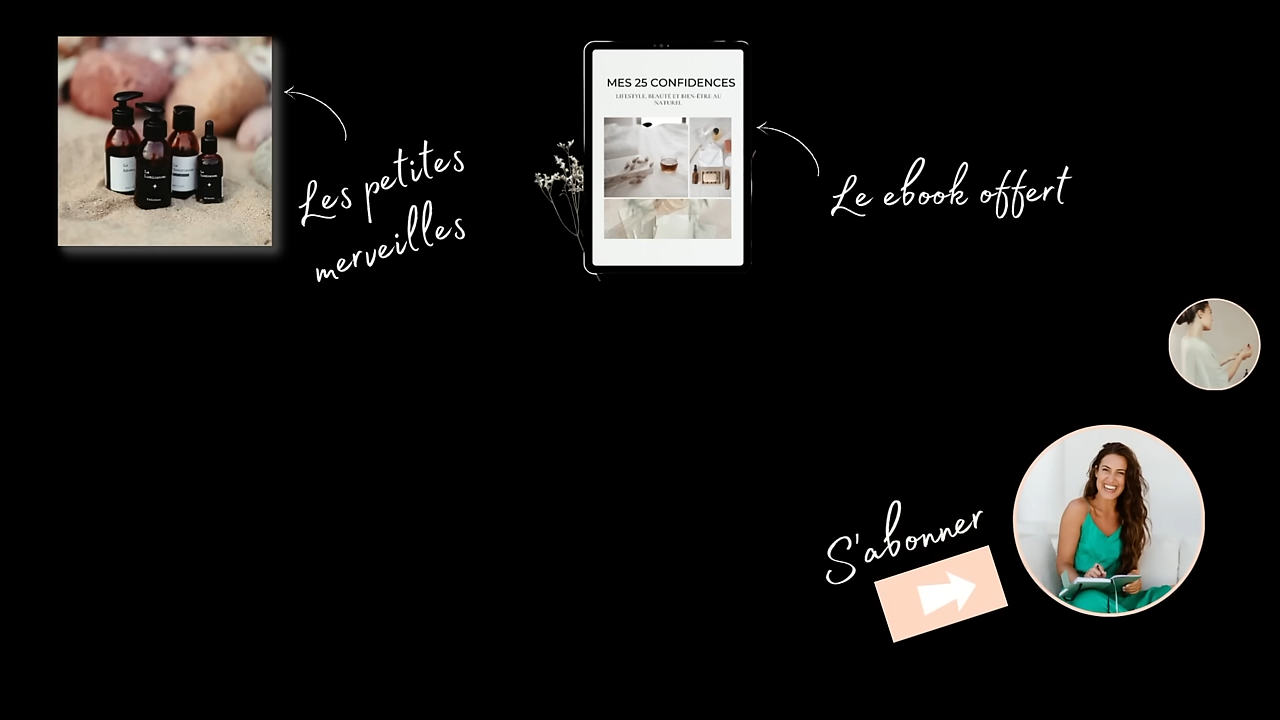 Les petites
merveilles
MES 25 CONFIDENCES
LIFESTYLE, BEAUTÉ ET BIEN-ÊTRE AU
NATUREL
Le ebook offert
S'abonner